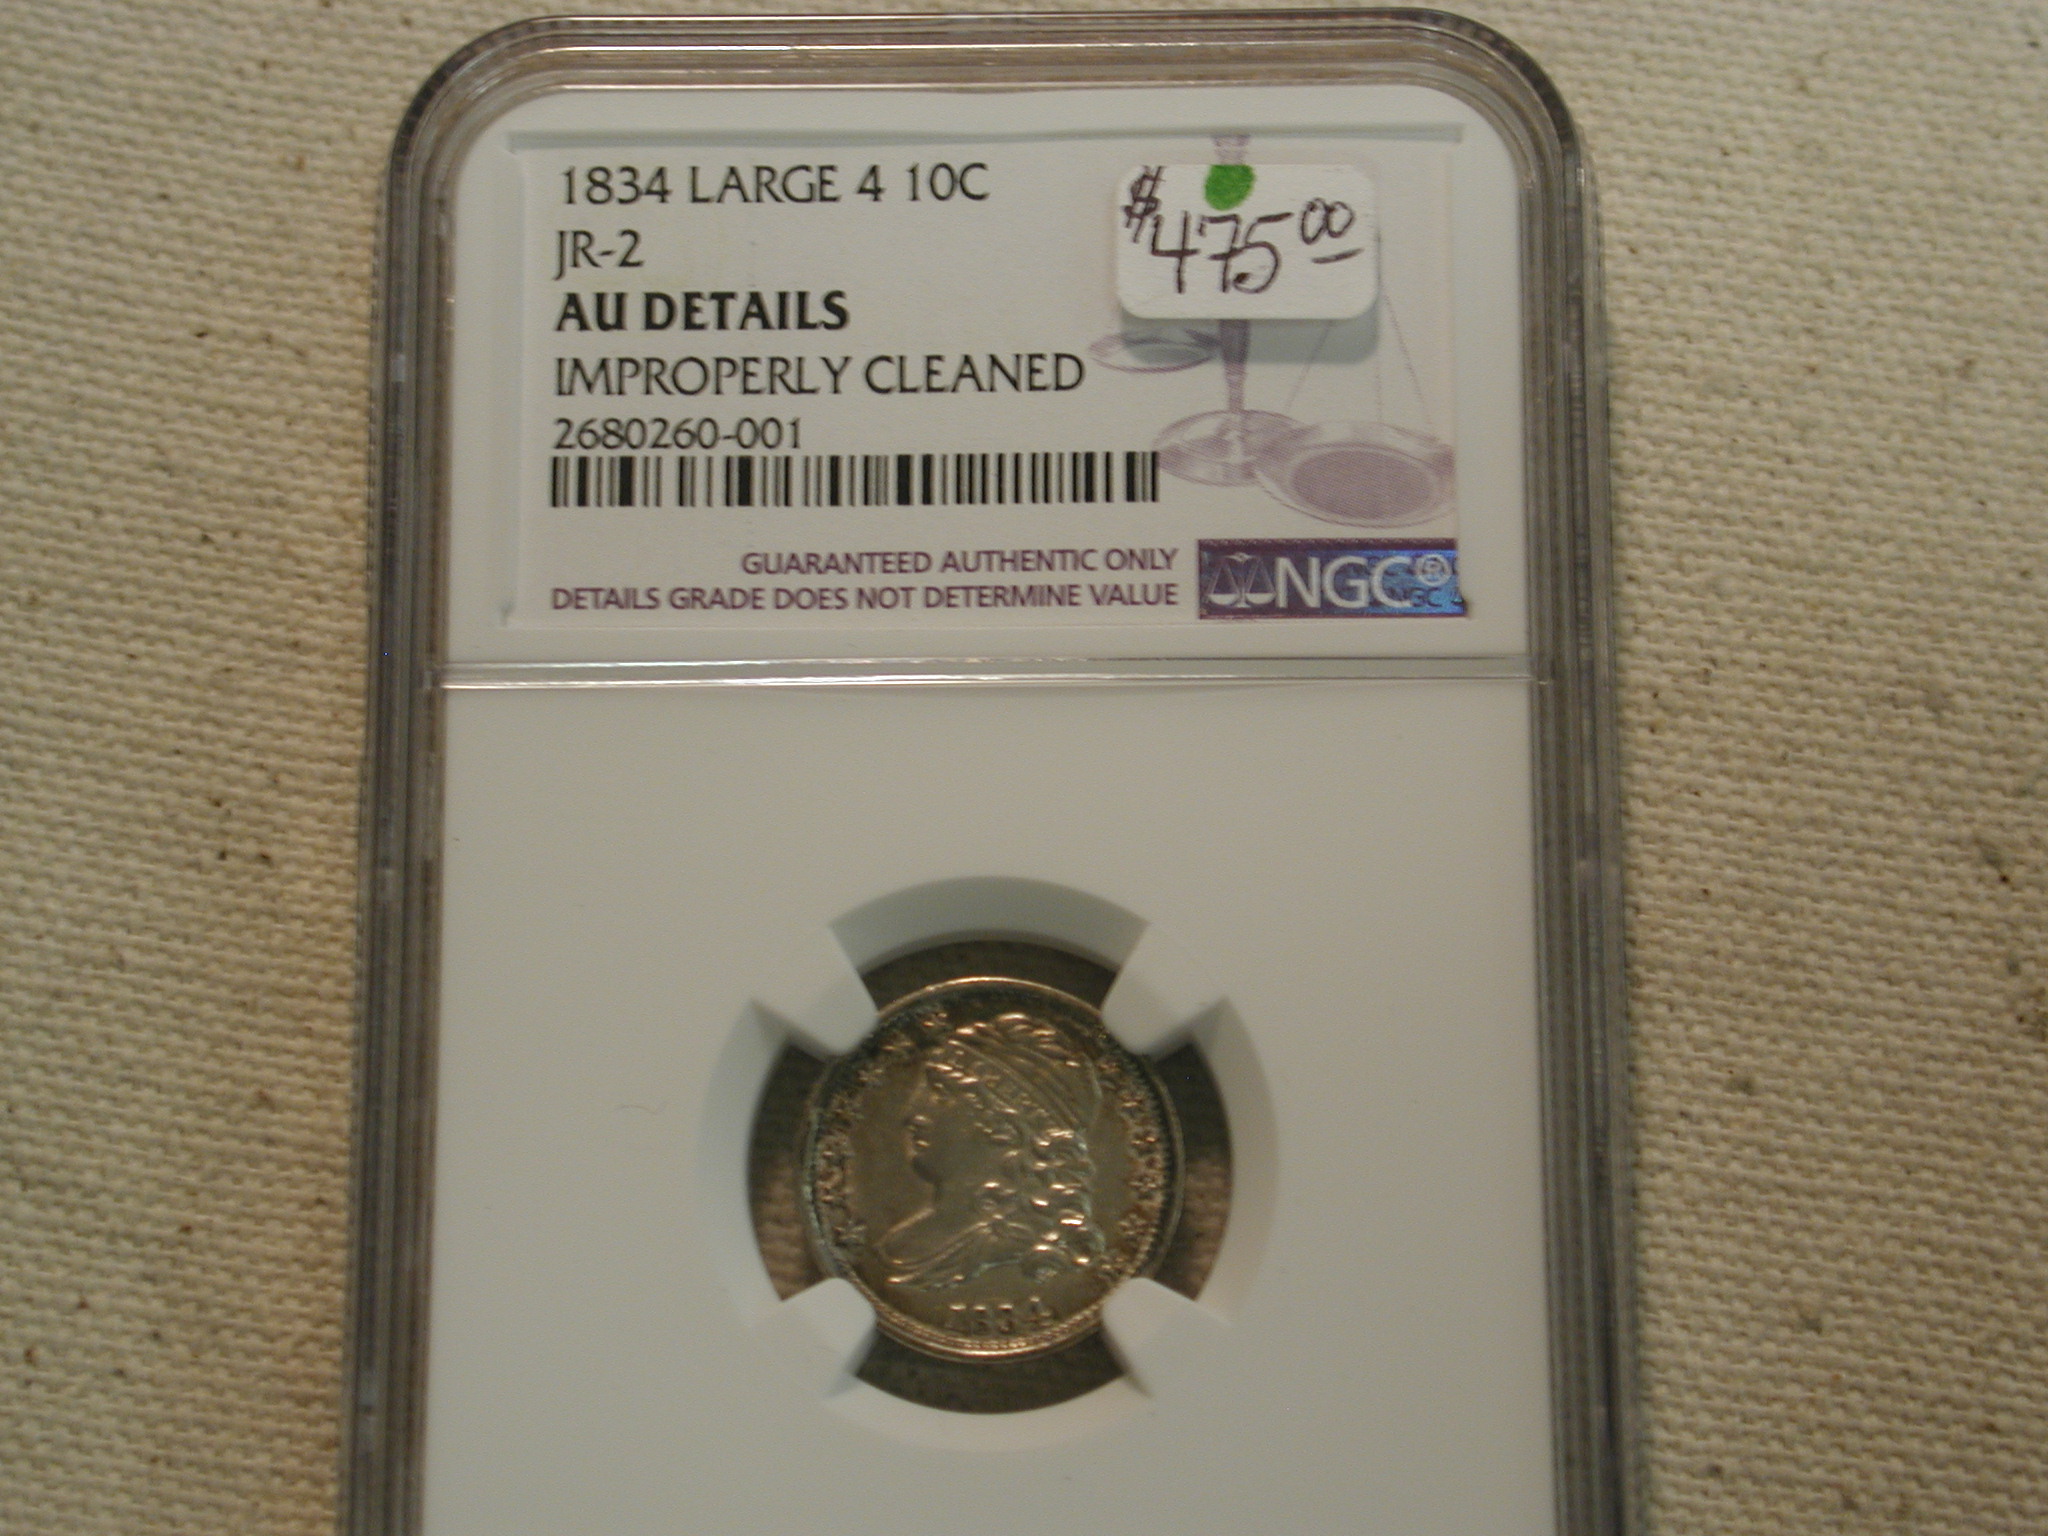 1834 LARGE 4 10C
JR-2
AU DETAILS
IMPROPERLY CLEANED
2680260-001
$475.00
GUARANTEED AUTHENTIC ONLY
DETAILS GRADE DOES NOT DETERMINE VALUE
NGC®
1834